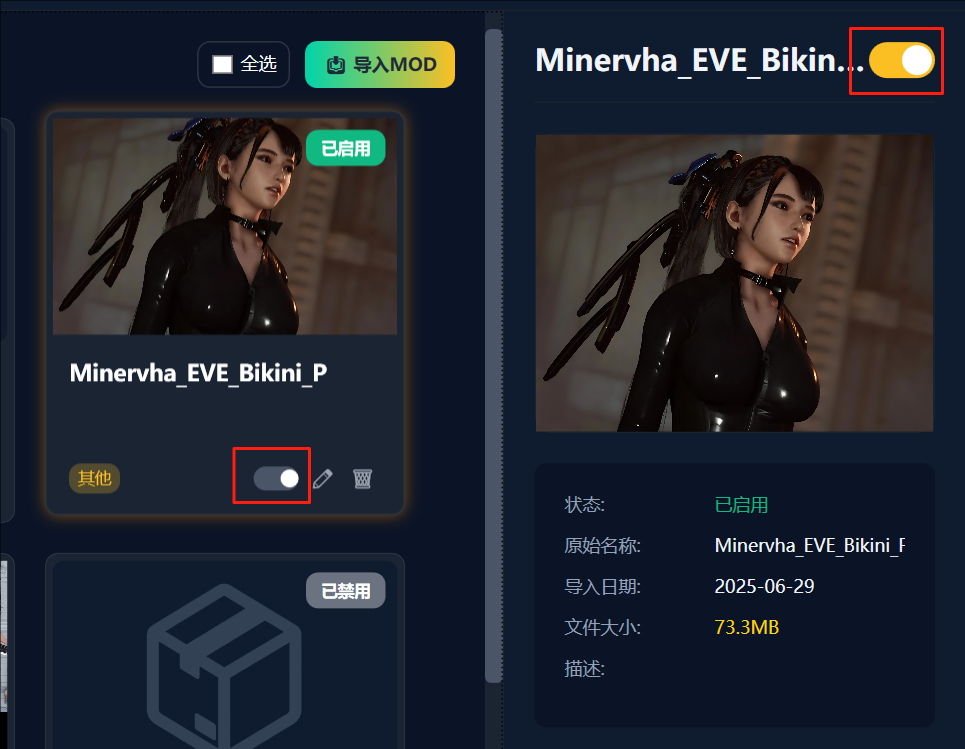 全选
导入MOD
Minervha_EVE_Bikin...
已启用
Minervha_EVE_Bikini_P
其他
已禁用
状态:
已启用
原始名称:
Minervha_EVE_Bikini_F
导入日期:
2025-06-29
文件大小:
73.3MB
描述: